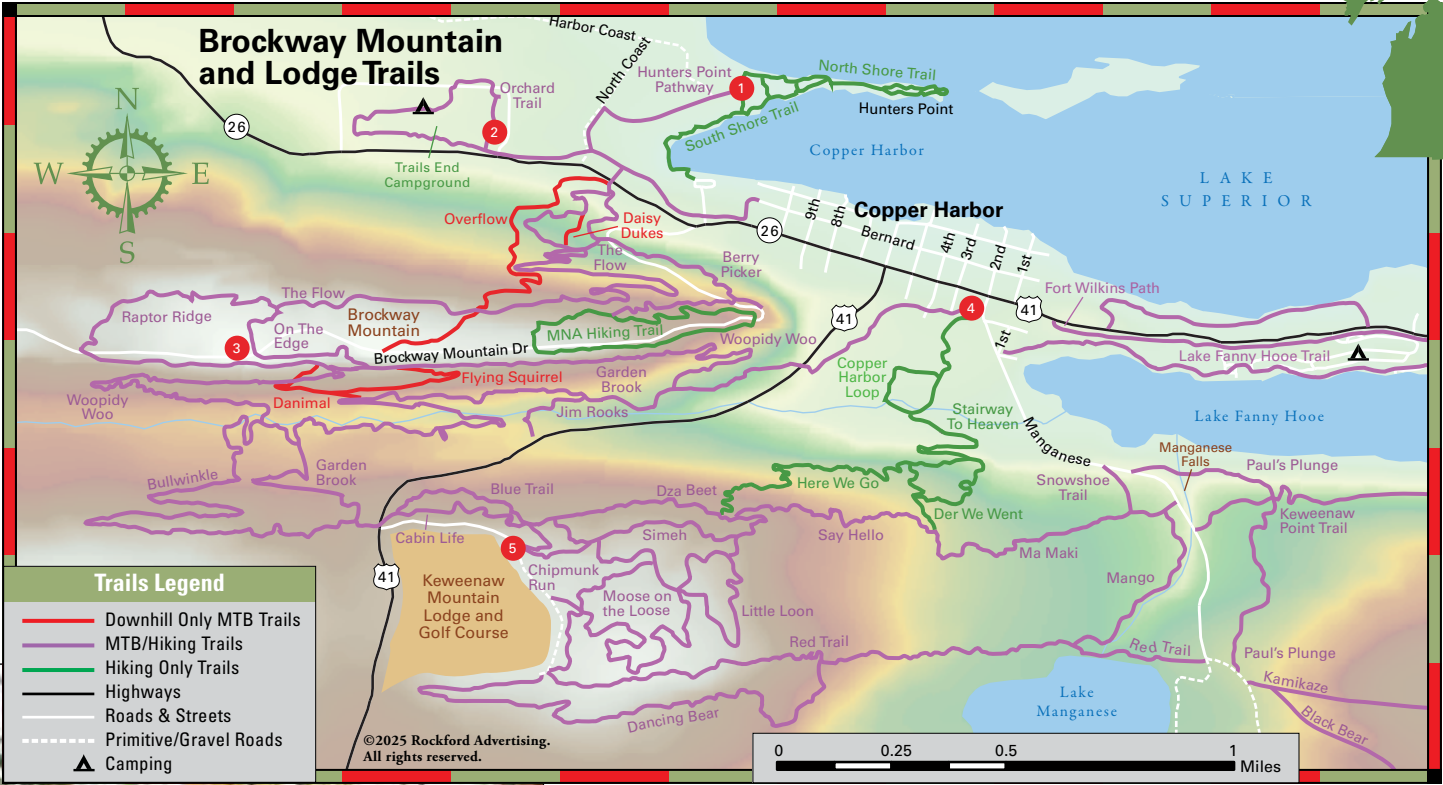 Brockway Mountain
and Lodge Trails
N
W
E
S
26
Harbor Coast
North Coast
Orchard
Trail
2
Trails End
Campground
Hunters Point
Pathway
1
North Shore Trail
Hunters Point
South Shore Trail
Copper Harbor
LAKE
SUPERIOR
Copper Harbor
9th
8th
Bernard
4th
3rd
2nd
1st
26
Overflow
Daisy
Dukes
The
Flow
Berry
Picker
Fort Wilkins Path
41
4
41
1st
The Flow
Raptor Ridge
On The
Edge
3
Brockway
Mountain
Brockway Mountain Dr
MNA Hiking Trail
Woopidy Woo
Lake Fanny Hooe Trail
Copper
Harbor
Loop
Flying Squirrel
Garden
Brook
Danimal
Woopidy
Woo
Jim Rooks
Stairway
To Heaven
Lake Fanny Hooe
Manganese
Manganese
Falls
Paul's Plunge
Snowshoe
Trail
Keweenaw
Point Trail
Bullwinkle
Garden
Brook
Blue Trail
Dza Beet
Here We Go
Der We Went
Cabin Life
5
Simeh
Say Hello
Ma Maki
Mango
41
Chipmunk
Run
Keweenaw
Mountain
Lodge and
Golf Course
Moose on
the Loose
Little Loon
Red Trail
Red Trail
Paul's Plunge
Kamikaze
Black Bear
Lake
Manganese
Dancing Bear
Trails Legend
Downhill Only MTB Trails
MTB/Hiking Trails
Hiking Only Trails
Highways
Roads & Streets
Primitive/Gravel Roads
Camping
©2025 Rockford Advertising.
All rights reserved.
0 0.25 0.5 1
Miles